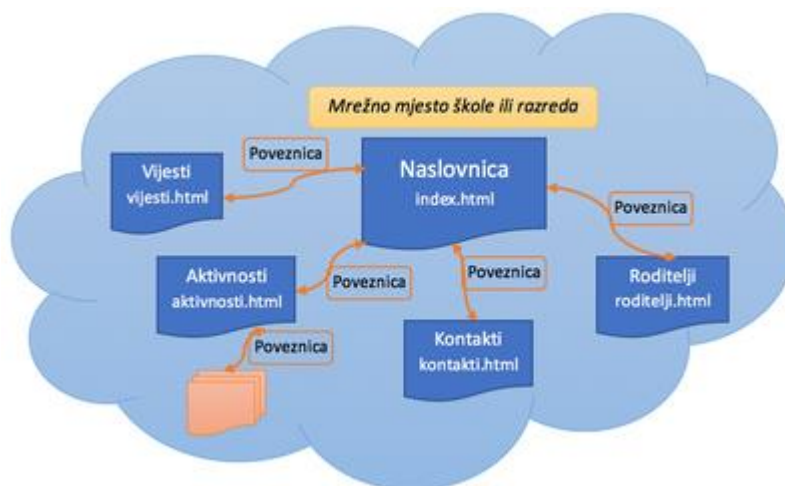 Mrežno mjesto škole ili razreda
Poveznica
Vijesti
vijesti.html
Naslovnica
index.html
Poveznica
Aktivnosti
aktivnosti.html
Poveznica
Poveznica
Roditelji
roditelji.html
Poveznica
Kontakti
kontakti.html